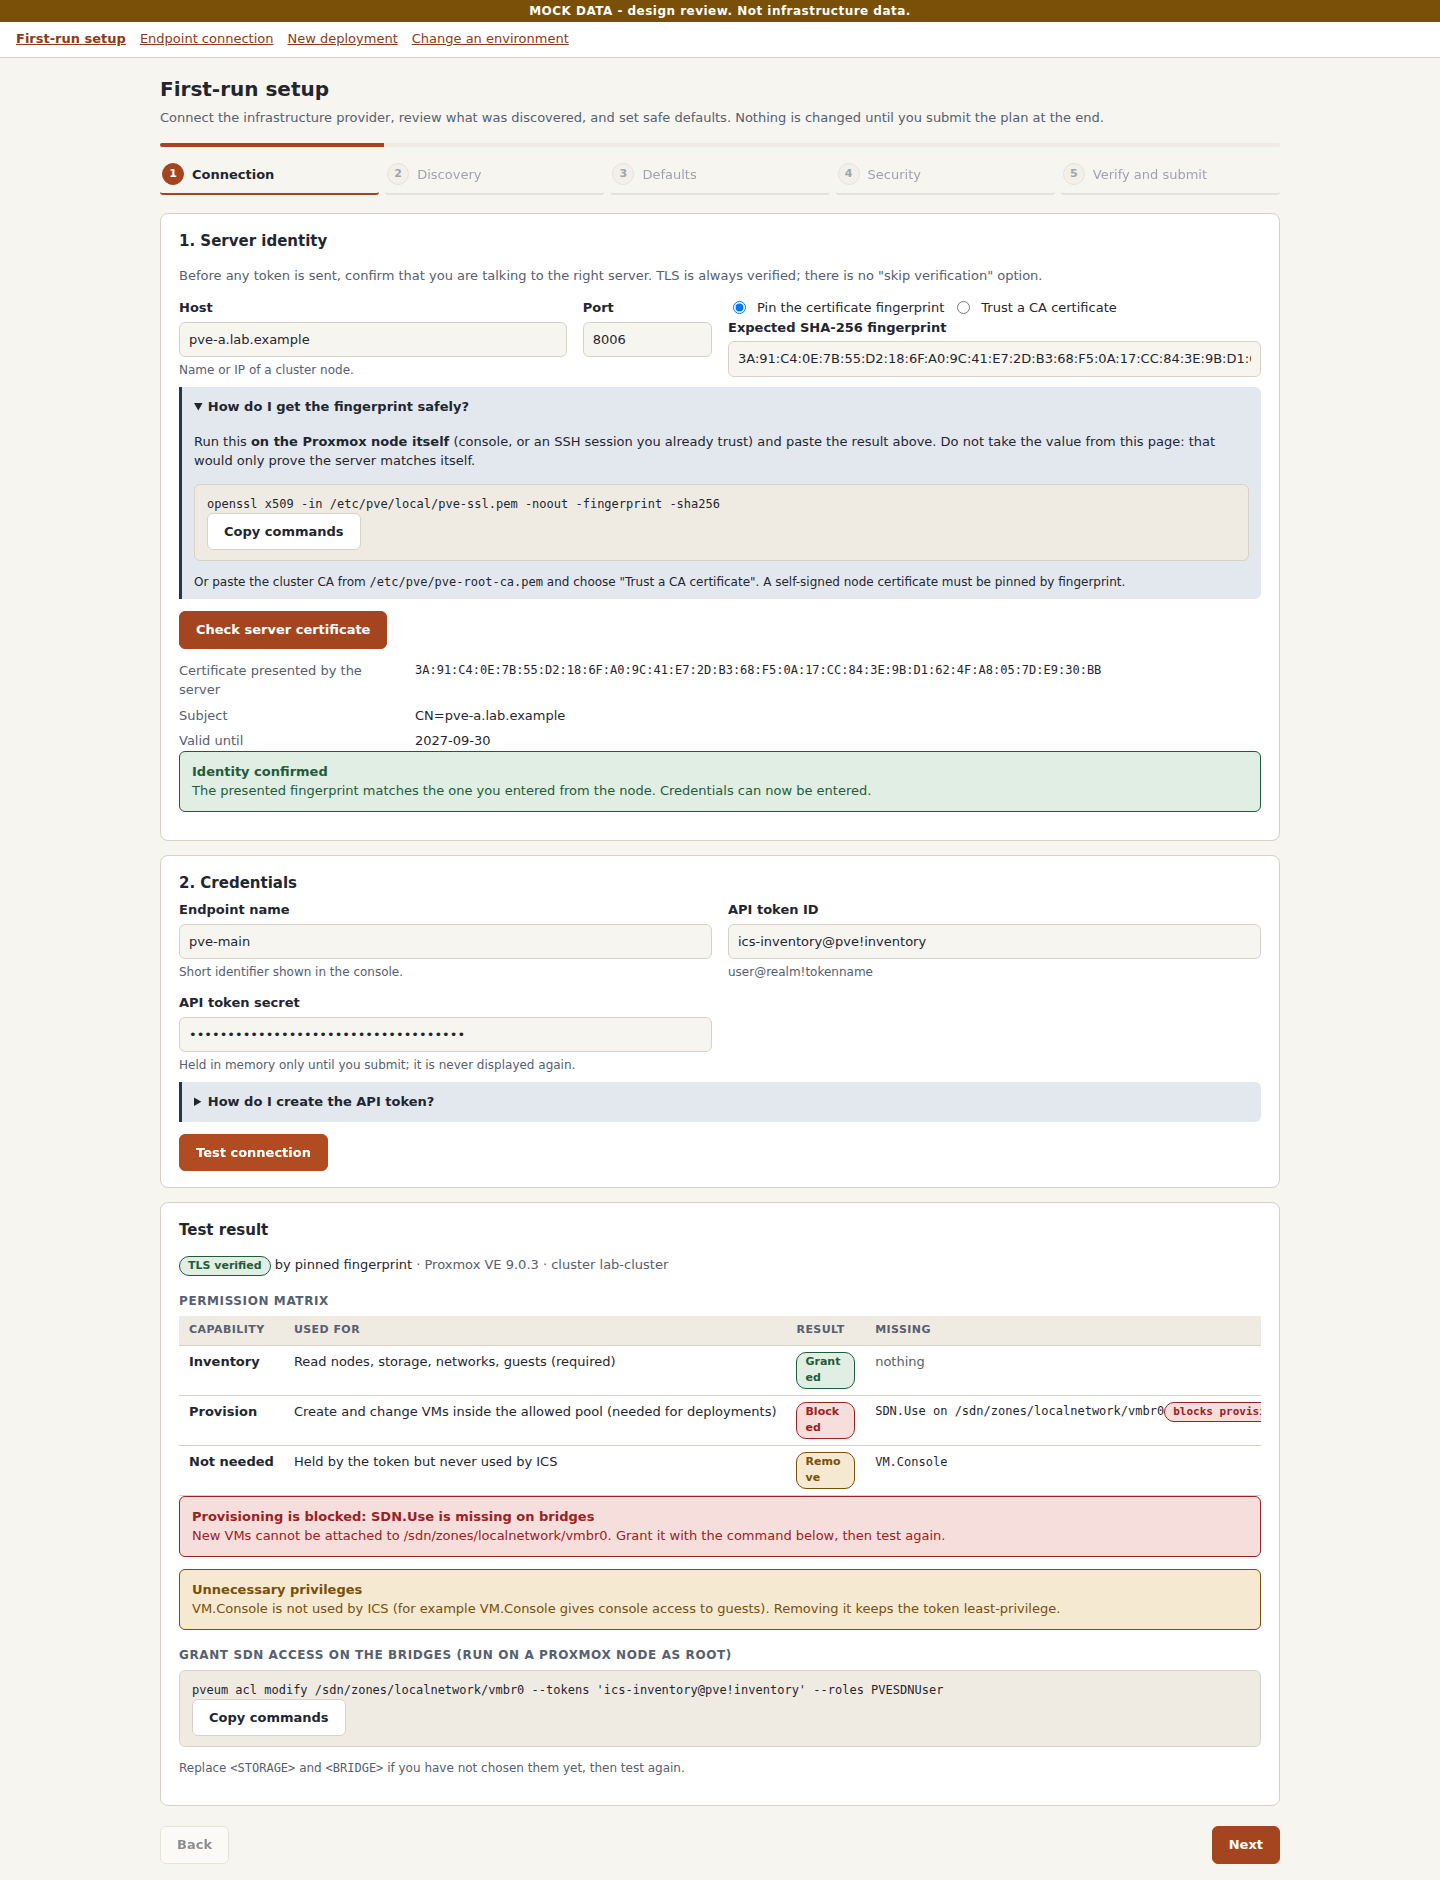 MOCK DATA - design review. Not infrastructure data.
First-run setup Endpoint connection New deployment Change an environment
First-run setup
Connect the infrastructure provider, review what was discovered, and set safe defaults. Nothing is changed until you submit the plan at the end.
1 Connection 2 Discovery 3 Defaults 4 Security 5 Verify and submit
1. Server identity
Before any token is sent, confirm that you are talking to the right server. TLS is always verified; there is no "skip verification" option.
Host Port Pin the certificate fingerprint Trust a CA certificate
Expected SHA-256 fingerprint
pve-a.lab.example 8006
3A:91:C4:0E:7B:55:D2:18:6F:A0:9C:41:E7:2D:B3:68:F5:0A:17:CC:84:3E:9B:D1:
Name or IP of a cluster node.
▼ How do I get the fingerprint safely?
Run this on the Proxmox node itself (console, or an SSH session you already trust) and paste the result above. Do not take the value from this page: that
would only prove the server matches itself.
openssl x509 -in /etc/pve/local/pve-ssl.pem -noout -fingerprint -sha256
Copy commands
Or paste the cluster CA from /etc/pve/pve-root-ca.pem and choose "Trust a CA certificate". A self-signed node certificate must be pinned by fingerprint.
Check server certificate
Certificate presented by the 3A:91:C4:0E:7B:55:D2:18:6F:A0:9C:41:E7:2D:B3:68:F5:0A:17:CC:84:3E:9B:D1:62:4F:A8:05:7D:E9:30:BB
server
Subject CN=pve-a.lab.example
Valid until 2027-09-30
Identity confirmed
The presented fingerprint matches the one you entered from the node. Credentials can now be entered.
2. Credentials
Endpoint name API token ID
pve-main ics-inventory@pve!inventory
Short identifier shown in the console. user@realm!tokenname
API token secret
••••••••••••••••••••••••••••••••••••
Held in memory only until you submit; it is never displayed again.
▶ How do I create the API token?
Test connection
Test result
TLS verified by pinned fingerprint · Proxmox VE 9.0.3 · cluster lab-cluster
PERMISSION MATRIX
CAPABILITY USED FOR RESULT MISSING
Inventory Read nodes, storage, networks, guests (required) Grant nothing
ed
Provision Create and change VMs inside the allowed pool (needed for deployments) Block SDN.Use on /sdn/zones/localnetwork/vmbr0 blocks provis
ed
Not needed Held by the token but never used by ICS Remo VM.Console
ve
Provisioning is blocked: SDN.Use is missing on bridges
New VMs cannot be attached to /sdn/zones/localnetwork/vmbr0. Grant it with the command below, then test again.
Unnecessary privileges
VM.Console is not used by ICS (for example VM.Console gives console access to guests). Removing it keeps the token least-privilege.
GRANT SDN ACCESS ON THE BRIDGES (RUN ON A PROXMOX NODE AS ROOT)
pveum acl modify /sdn/zones/localnetwork/vmbr0 --tokens 'ics-inventory@pve!inventory' --roles PVESDNUser
Copy commands
Replace <STORAGE> and <BRIDGE> if you have not chosen them yet, then test again.
Back Next